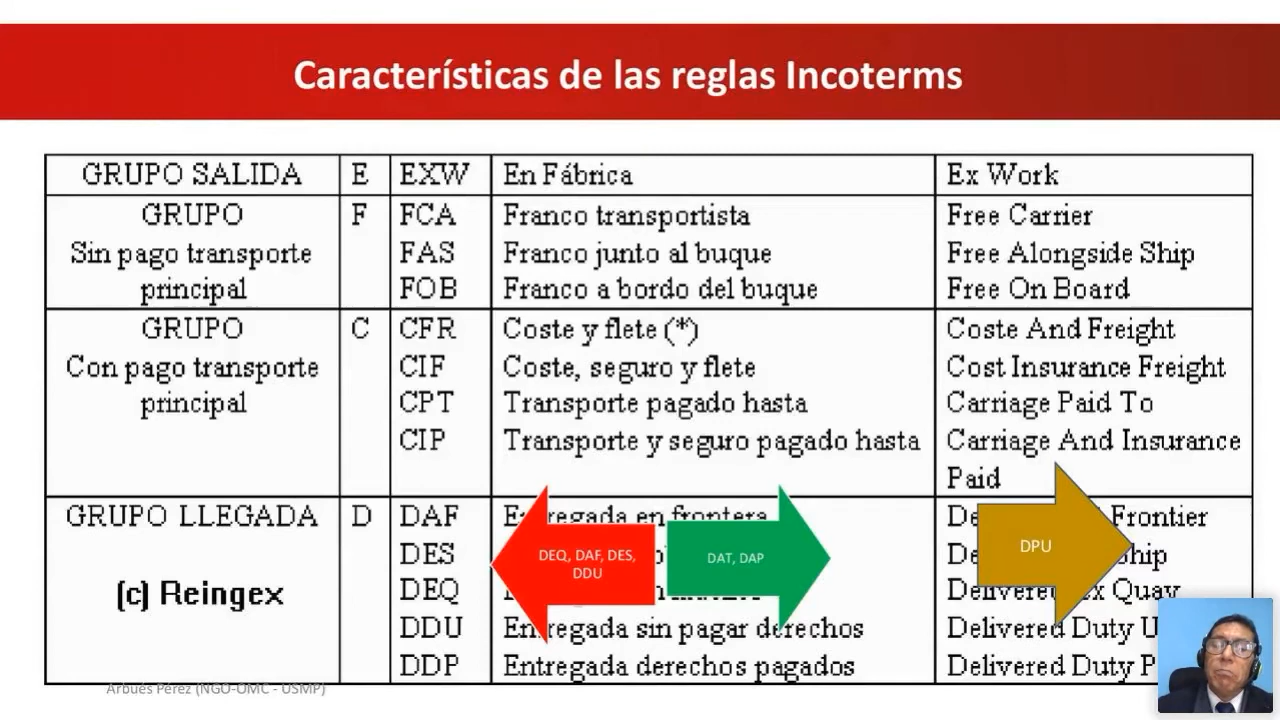 Características de las reglas Incoterms
GRUPO SALIDA E EXW En Fábrica Ex Work
GRUPO F FCA Franco transportista Free Carrier
Sin pago transporte FAS Franco junto al buque Free Alongside Ship
principal FOB Franco a bordo del buque Free On Board
GRUPO C CFR Coste y flete (*) Coste And Freight
Con pago transporte CIF Coste, seguro y flete Cost Insurance Freight
principal CPT Transporte pagado hasta Carriage Paid To
CIP Transporte y seguro pagado hasta Carriage And Insurance
Paid
GRUPO LLEGADA D DAF Entregada en frontera Frontier
DES
DEQ, DAF, DES,
DDU
DAT, DAP
DPU
(c) Reingex DEQ Delivered Ex Quay
DDU Entregada sin pagar derechos Delivered Duty
DDP Entregada derechos pagados Delivered Duty
Arbués Pérez (NGO-OMC - USMP)